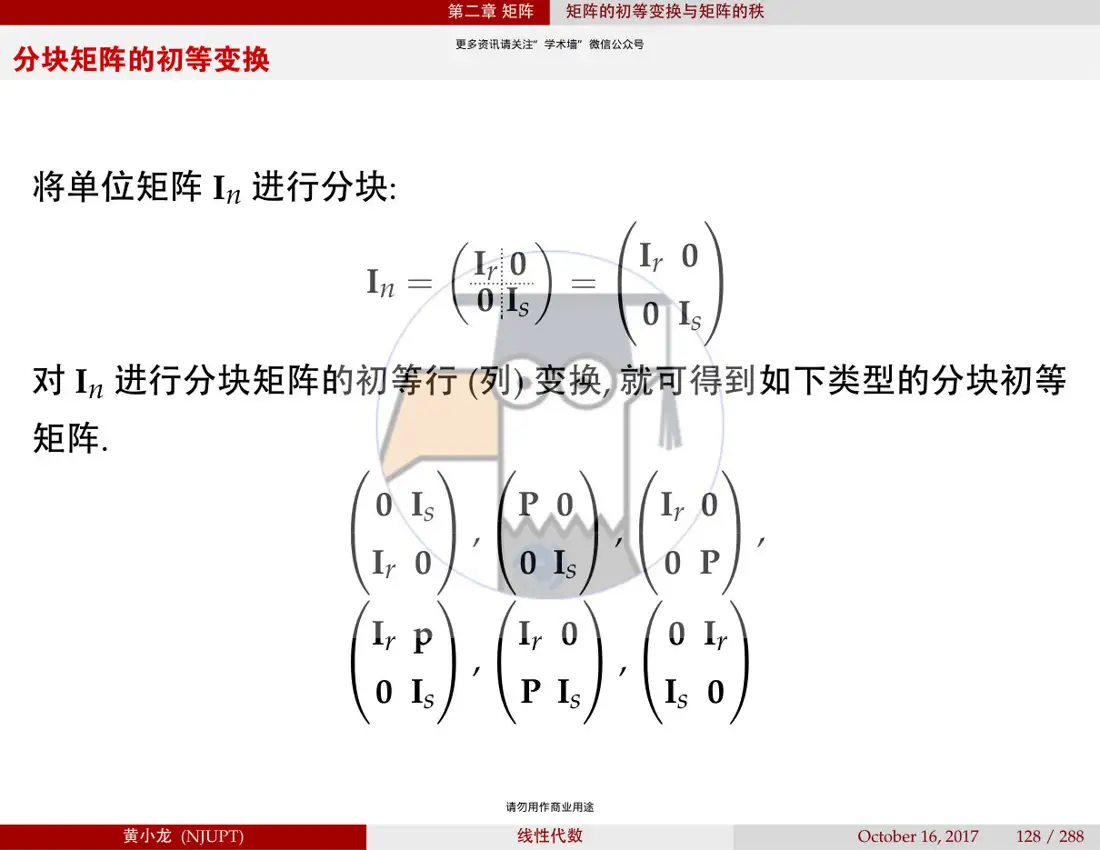 第二章 矩阵 矩阵的初等变换与矩阵的秩
更多资讯请关注“学术墙”微信公众号
分块矩阵的初等变换
将单位矩阵 Iₙ 进行分块:
Iₙ = (Iᵣ 0; 0 Iₛ) = (Iᵣ 0; 0 Iₛ)
对 Iₙ 进行分块矩阵的初等行 (列) 变换, 就可得到如下类型的分块初等
矩阵.
(0 Iₛ; Iᵣ 0), (P 0; 0 Iₛ), (Iᵣ 0; 0 P),
(Iᵣ p; 0 Iₛ), (Iᵣ 0; P Iₛ), (0 Iᵣ; Iₛ 0)
请勿用作商业用途
黄小龙 (NJUPT) 线性代数 October 16, 2017 128 / 288